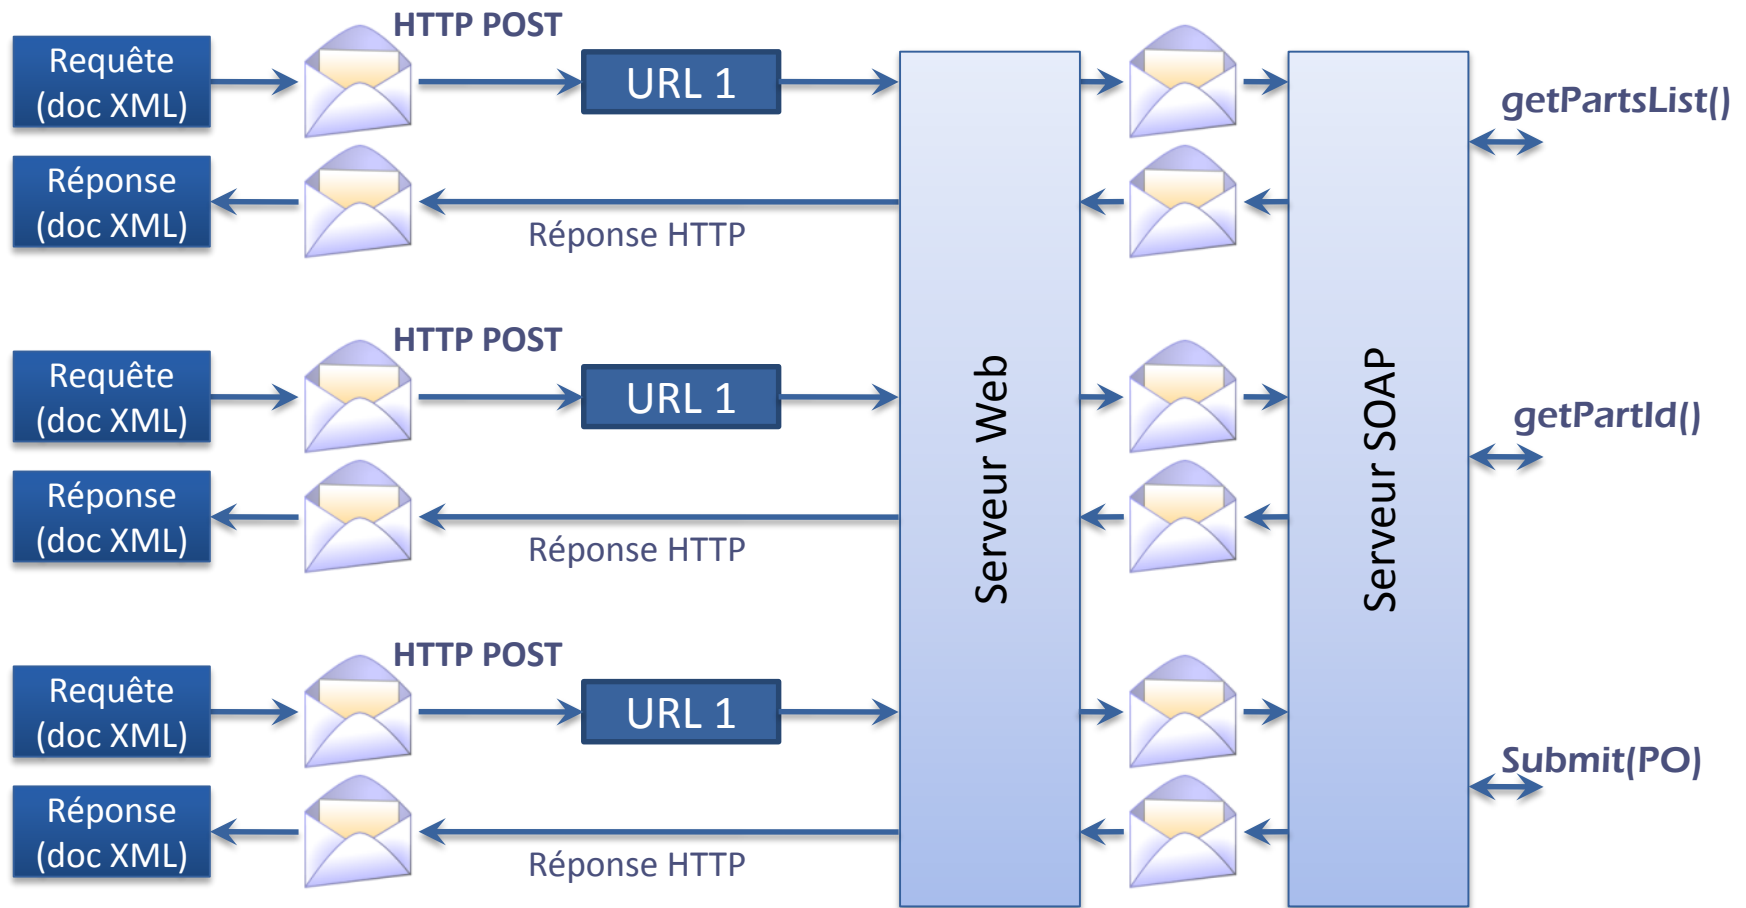 HTTP POST
Requête
(doc XML)
URL 1
getPartsList()
Réponse
(doc XML)
Réponse HTTP
HTTP POST
Requête
(doc XML)
URL 1
Serveur Web
Serveur SOAP
getPartId()
Réponse
(doc XML)
Réponse HTTP
HTTP POST
Requête
(doc XML)
URL 1
Submit(PO)
Réponse
(doc XML)
Réponse HTTP